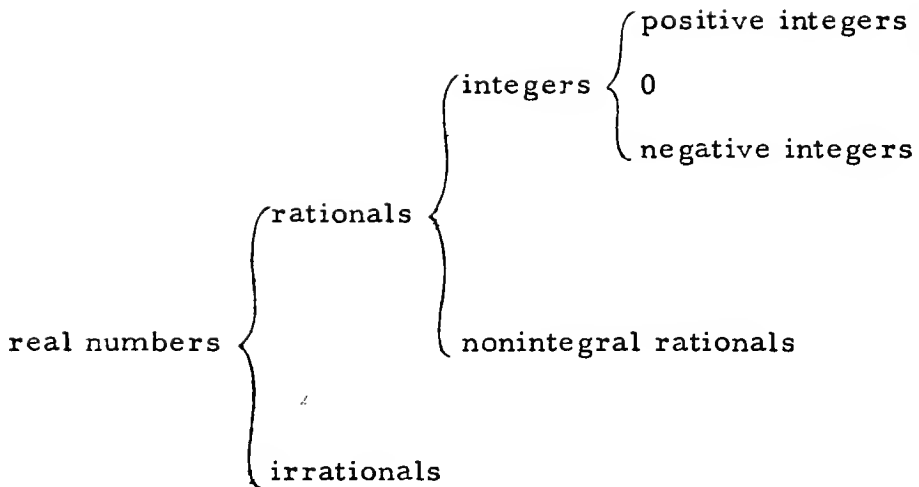 positive integers
integers
0
negative integers
rationals
real numbers
nonintegral rationals
irrationals